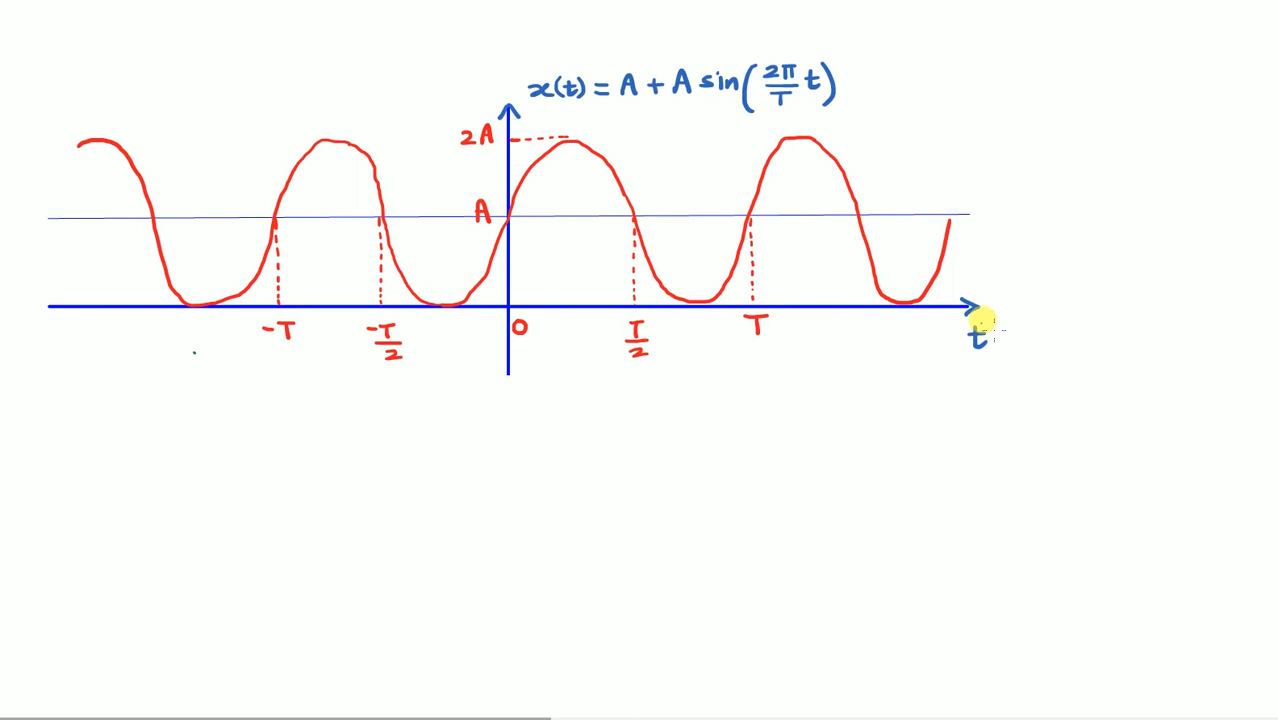 x(t) = A + A sin(2π/T t)
2A
A
-T -T/2 0 T/2 T
t